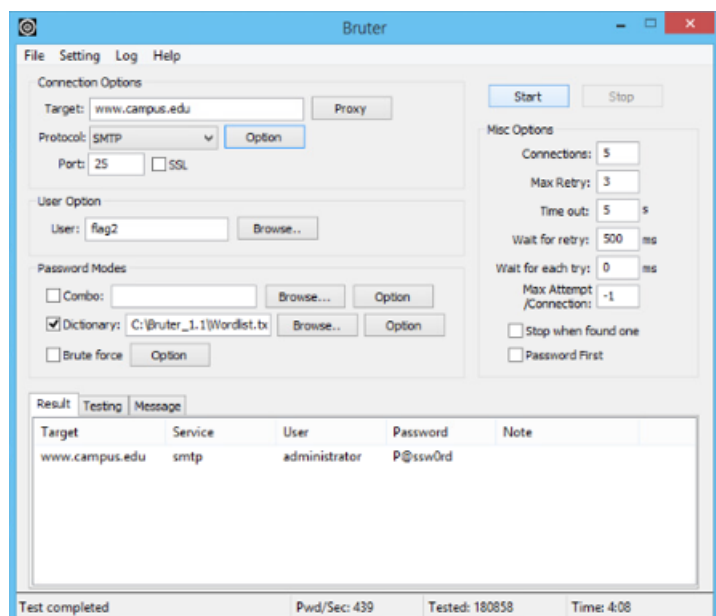 Bruter
File Setting Log Help
Connection Options
Target: www.campus.edu Proxy
Protocol: SMTP Option
Port: 25 SSL
User Option
User: flag2 Browse..
Password Modes
Combo: Browse... Option
Dictionary: C:\Bruter_1.1\Wordlist.tx Browse.. Option
Brute force Option
Start Stop
Misc Options
Connections: 5
Max Retry: 3
Time out: 5 s
Wait for retry: 500 ms
Wait for each try: 0 ms
Max Attempt
/Connection: -1
Stop when found one
Password First
Result Testing Message
Target Service User Password Note
www.campus.edu smtp administrator P@ssw0rd
Test completed Pwd/Sec: 439 Tested: 180858 Time: 4:08